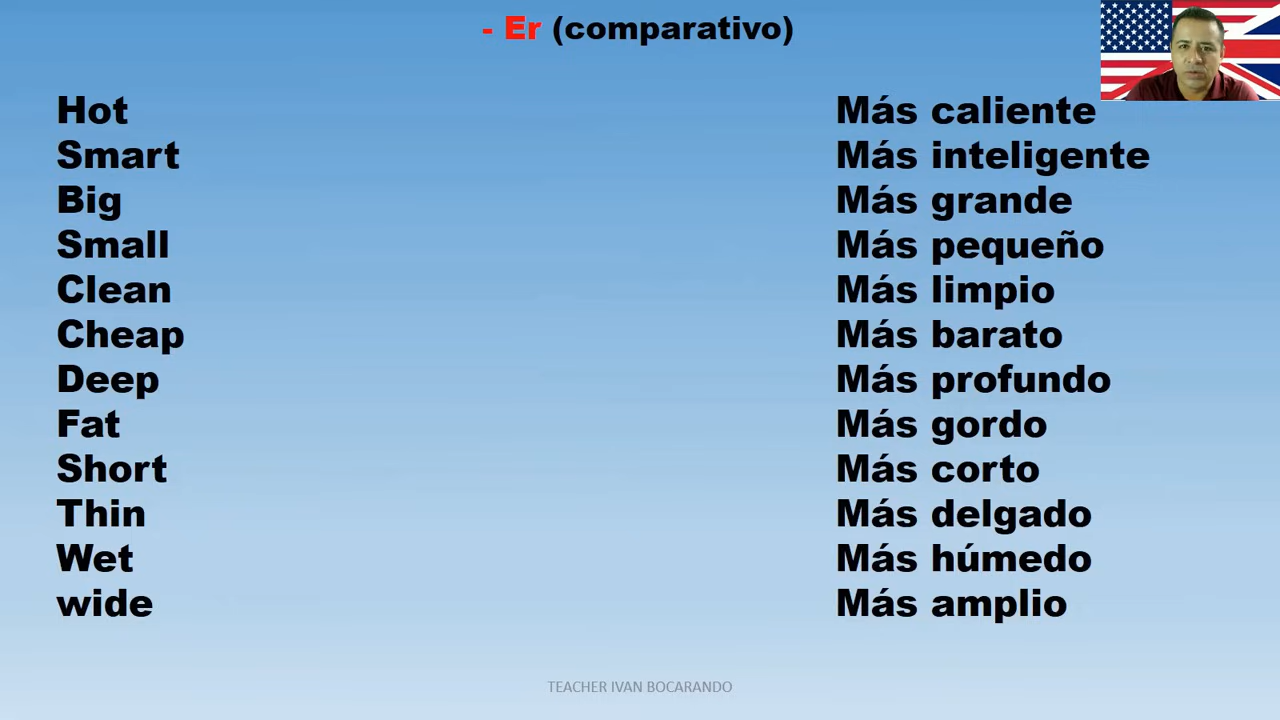 - Er (comparativo)
Hot Más caliente
Smart Más inteligente
Big Más grande
Small Más pequeño
Clean Más limpio
Cheap Más barato
Deep Más profundo
Fat Más gordo
Short Más corto
Thin Más delgado
Wet Más húmedo
wide Más amplio
TEACHER IVAN BOCARANDO